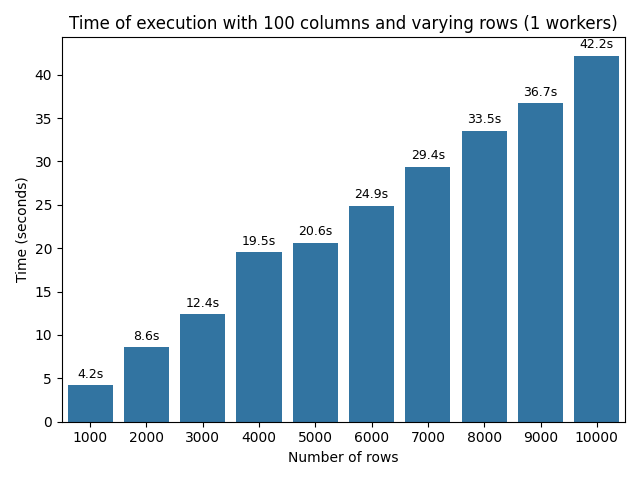 Time of execution with 100 columns and varying rows (1 workers)
42.2s
40
36.7s
35
33.5s
30
29.4s
25
24.9s
20
20.6s
19.5s
15
12.4s
10
8.6s
5
4.2s
0
Time (seconds)
1000 2000 3000 4000 5000 6000 7000 8000 9000 10000
Number of rows